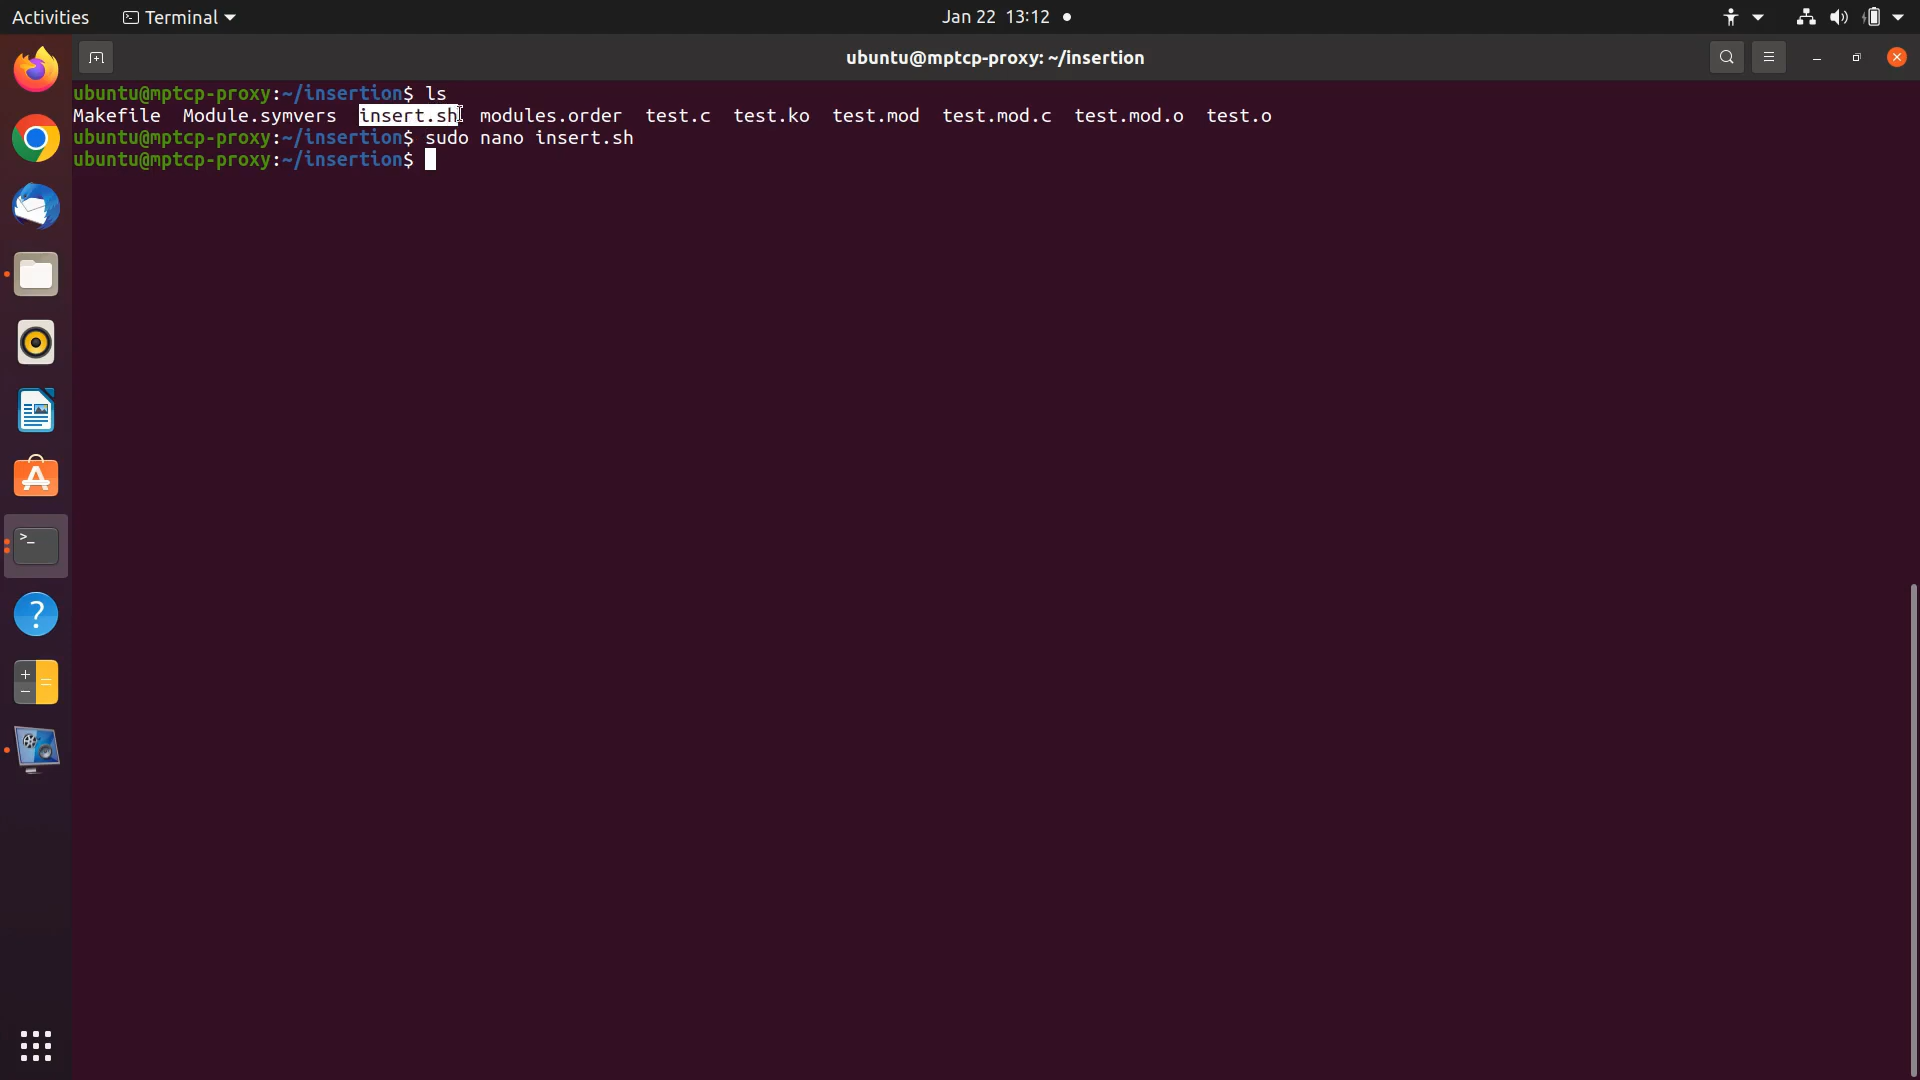 Activities Terminal Jan 22 13:12
ubuntu@mptcp-proxy: ~/insertion
ubuntu@mptcp-proxy:~/insertion$ ls
Makefile Module.symvers insert.sh modules.order test.c test.ko test.mod test.mod.c test.mod.o test.o
ubuntu@mptcp-proxy:~/insertion$ sudo nano insert.sh
ubuntu@mptcp-proxy:~/insertion$